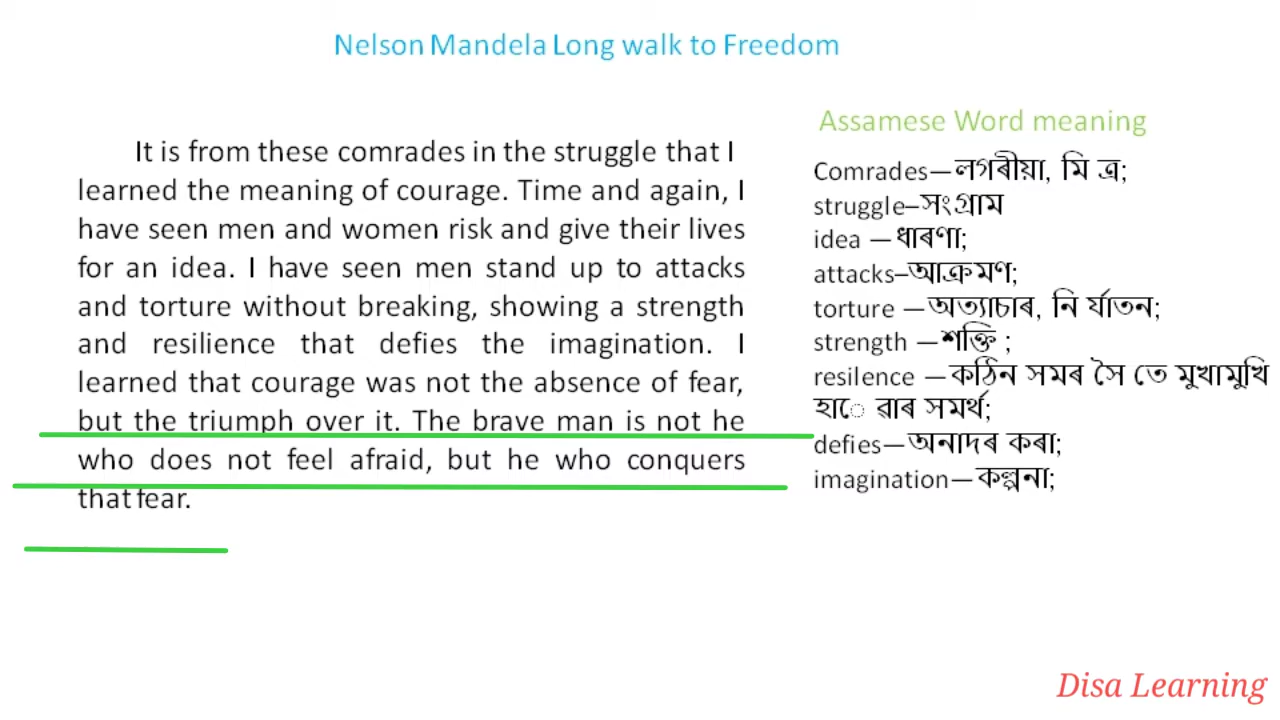 Nelson Mandela Long walk to Freedom
It is from these comrades in the struggle that I
learned the meaning of courage. Time and again, I
have seen men and women risk and give their lives
for an idea. I have seen men stand up to attacks
and torture without breaking, showing a strength
and resilience that defies the imagination. I
learned that courage was not the absence of fear,
but the triumph over it. The brave man is not he
who does not feel afraid, but he who conquers
that fear.
Assamese Word meaning
Comrades—লগৰীয়া, মি ত্ৰ;
struggle–সংগ্ৰাম
idea —ধাৰণা;
attacks–আক্ৰমণ;
torture —অত্যাচাৰ, নি ৰ্যাতন;
strength —শক্তি ;
resilence —কঠিন সমৰ সৈ তে মুখামুখি
হাে ৱাৰ সমৰ্থ;
defies—অনাদৰ কৰা;
imagination—কল্পনা;
Disa Learning